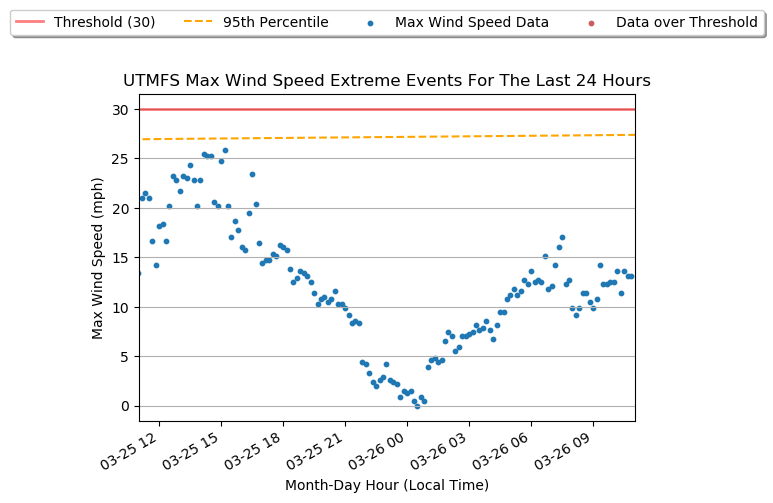 Threshold (30) 95th Percentile Max Wind Speed Data Data over Threshold
UTMFS Max Wind Speed Extreme Events For The Last 24 Hours
Max Wind Speed (mph)
30
25
20
15
10
5
0
03-25 12 03-25 15 03-25 18 03-25 21 03-26 00 03-26 03 03-26 06 03-26 09
Month-Day Hour (Local Time)